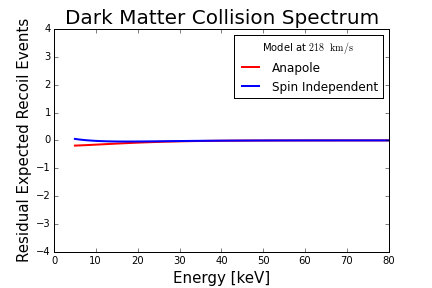 Dark Matter Collision Spectrum
Residual Expected Recoil Events
4
3
2
1
0
−1
−2
−3
−4
Model at 218 km/s
Anapole
Spin Independent
0 10 20 30 40 50 60 70 80
Energy [keV]